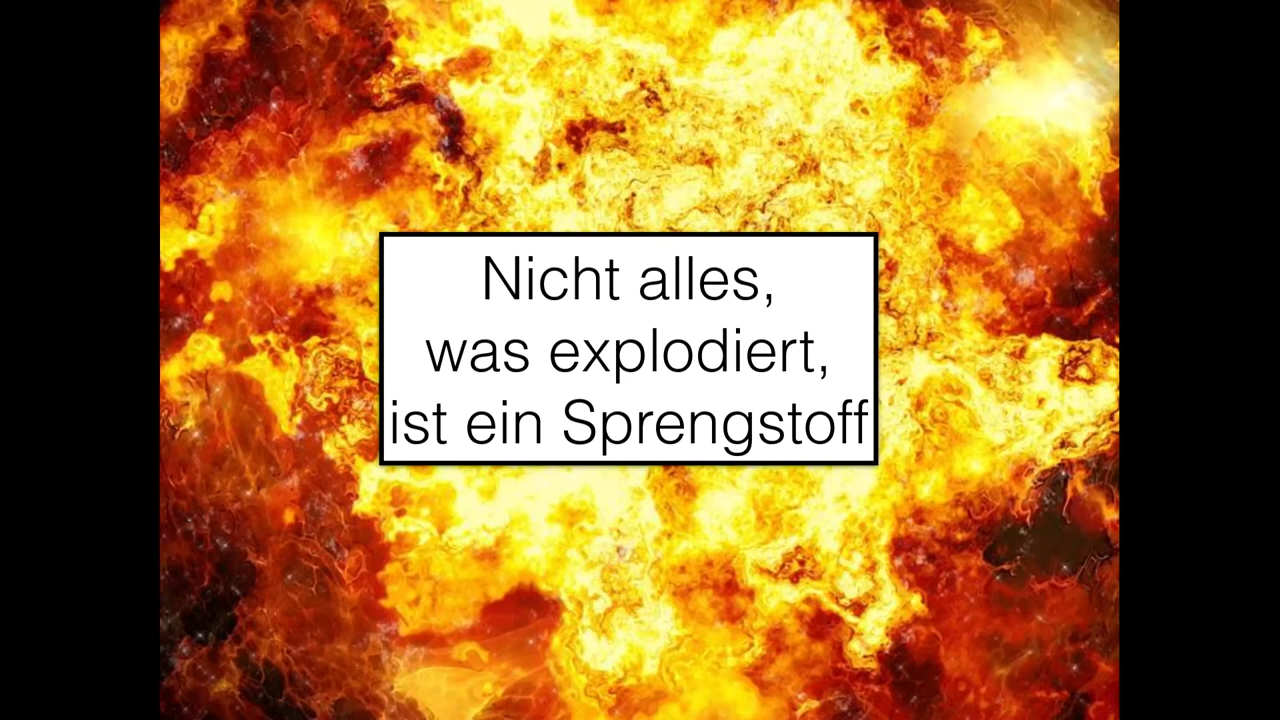 Nicht alles,
was explodiert,
ist ein Sprengstoff